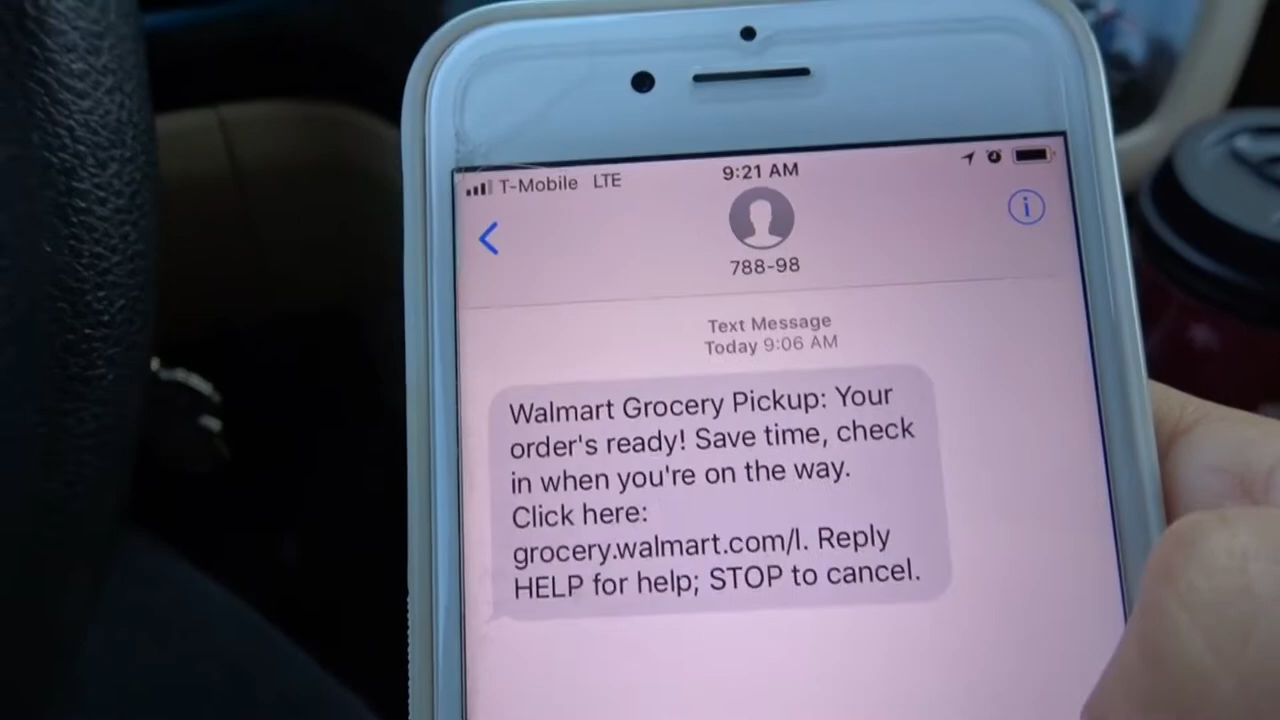 T-Mobile LTE 9:21 AM
788-98
Text Message
Today 9:06 AM
Walmart Grocery Pickup: Your
order's ready! Save time, check
in when you're on the way.
Click here:
grocery.walmart.com/l. Reply
HELP for help; STOP to cancel.